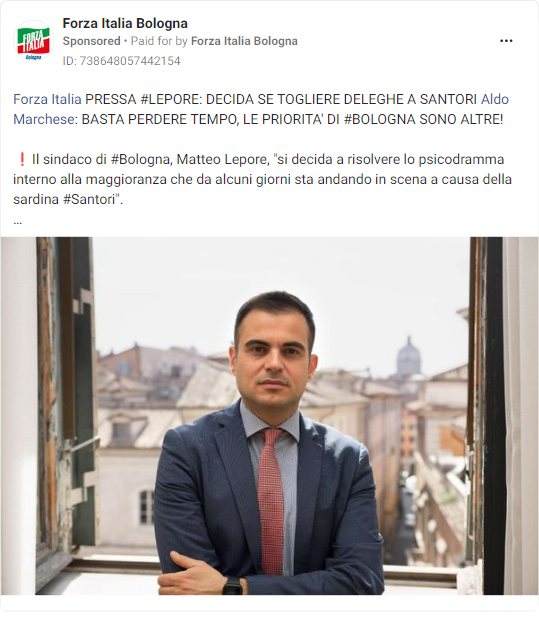 Forza Italia Bologna
Sponsored • Paid for by Forza Italia Bologna
ID: 738648057442154
FORZA
ITALIA
Bologna
Forza Italia PRESSA #LEPORE: DECIDA SE TOGLIERE DELEGHE A SANTORI Aldo
Marchese: BASTA PERDERE TEMPO, LE PRIORITA' DI #BOLOGNA SONO ALTRE!
❗ Il sindaco di #Bologna, Matteo Lepore, "si decida a risolvere lo psicodramma
interno alla maggioranza che da alcuni giorni sta andando in scena a causa della
sardina #Santori".
...